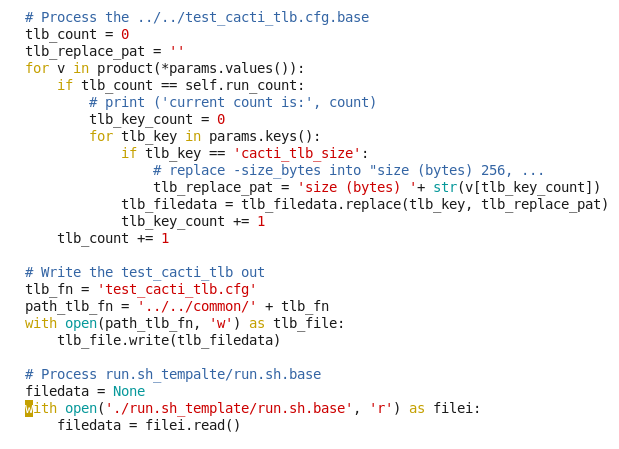 # Process the ../../test_cacti_tlb.cfg.base
tlb_count = 0
tlb_replace_pat = ''
for v in product(*params.values()):
    if tlb_count == self.run_count:
        # print ('current count is:', count)
        tlb_key_count = 0
        for tlb_key in params.keys():
            if tlb_key == 'cacti_tlb_size':
                # replace -size_bytes into "size (bytes) 256, ...
                tlb_replace_pat = 'size (bytes) '+ str(v[tlb_key_count])
            tlb_filedata = tlb_filedata.replace(tlb_key, tlb_replace_pat)
            tlb_key_count += 1
    tlb_count += 1

# Write the test_cacti_tlb out
tlb_fn = 'test_cacti_tlb.cfg'
path_tlb_fn = '../../common/' + tlb_fn
with open(path_tlb_fn, 'w') as tlb_file:
    tlb_file.write(tlb_filedata)

# Process run.sh_tempalte/run.sh.base
filedata = None
with open('./run.sh_template/run.sh.base', 'r') as filei:
    filedata = filei.read()